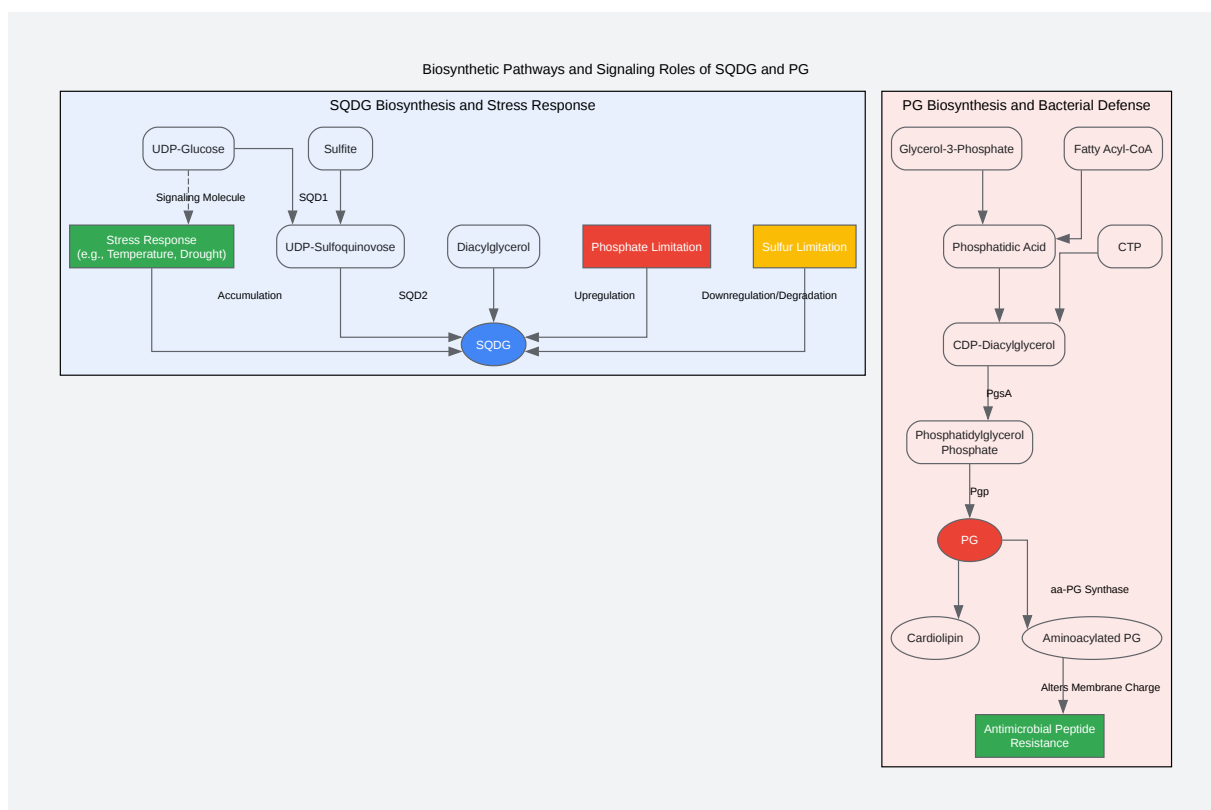 Biosynthetic Pathways and Signaling Roles of SQDG and PG
SQDG Biosynthesis and Stress Response
UDP-Glucose
Sulfite
Signaling Molecule
SQD1
Stress Response
(e.g., Temperature, Drought)
UDP-Sulfoquinovose
Diacylglycerol
Phosphate Limitation
Sulfur Limitation
Accumulation
SQD2
Upregulation
Downregulation/Degradation
SQDG
PG Biosynthesis and Bacterial Defense
Glycerol-3-Phosphate
Fatty Acyl-CoA
Phosphatidic Acid
CTP
CDP-Diacylglycerol
PgsA
Phosphatidylglycerol
Phosphate
Pgp
PG
aa-PG Synthase
Cardiolipin
Aminoacylated PG
Alters Membrane Charge
Antimicrobial Peptide
Resistance